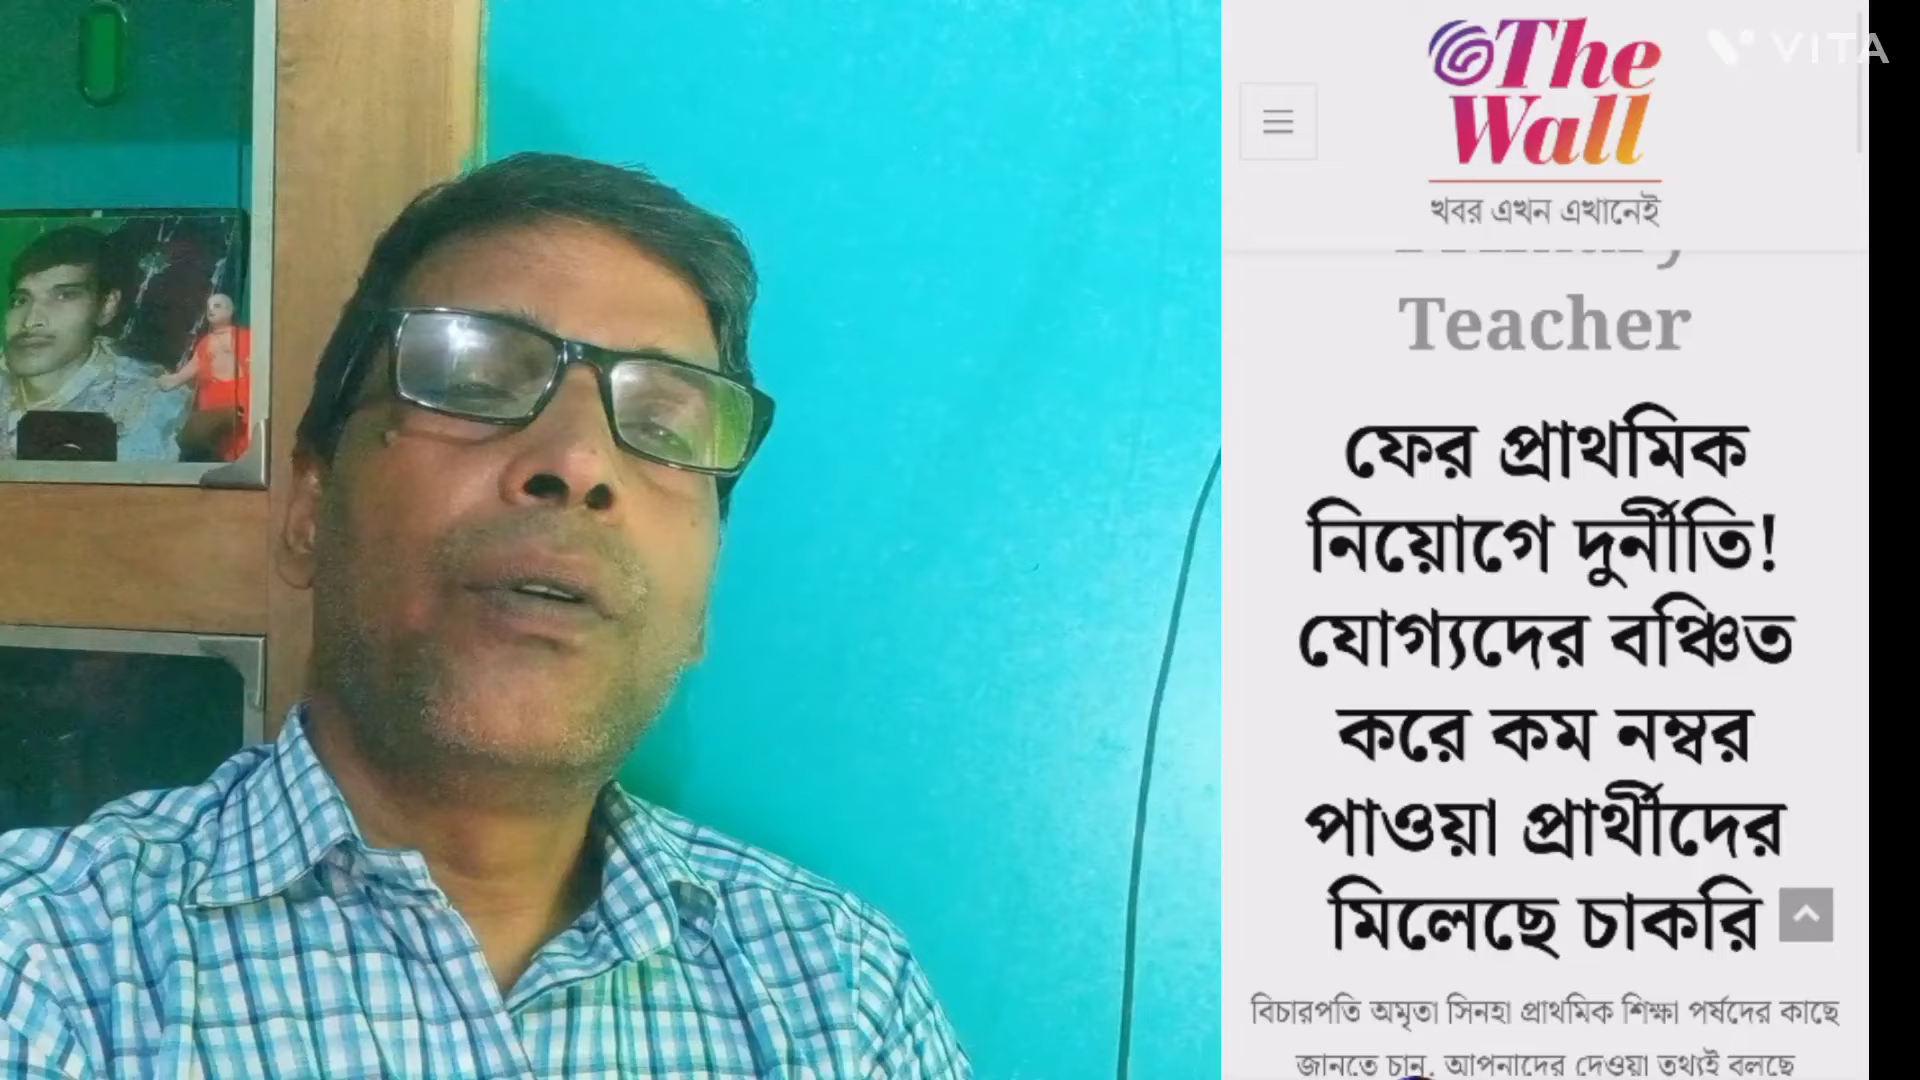 The
Wall
VITA
খবর এখন এখানেই
Teacher
ফের প্রাথমিক
নিয়োগে দুর্নীতি!
যোগ্যদের বঞ্চিত
করে কম নম্বর
পাওয়া প্রার্থীদের
মিলেছে চাকরি
বিচারপতি অমৃতা সিনহা প্রাথমিক শিক্ষা পর্ষদের কাছে
জানতে চান, আপনাদের দেওয়া তথ্যই বলছে